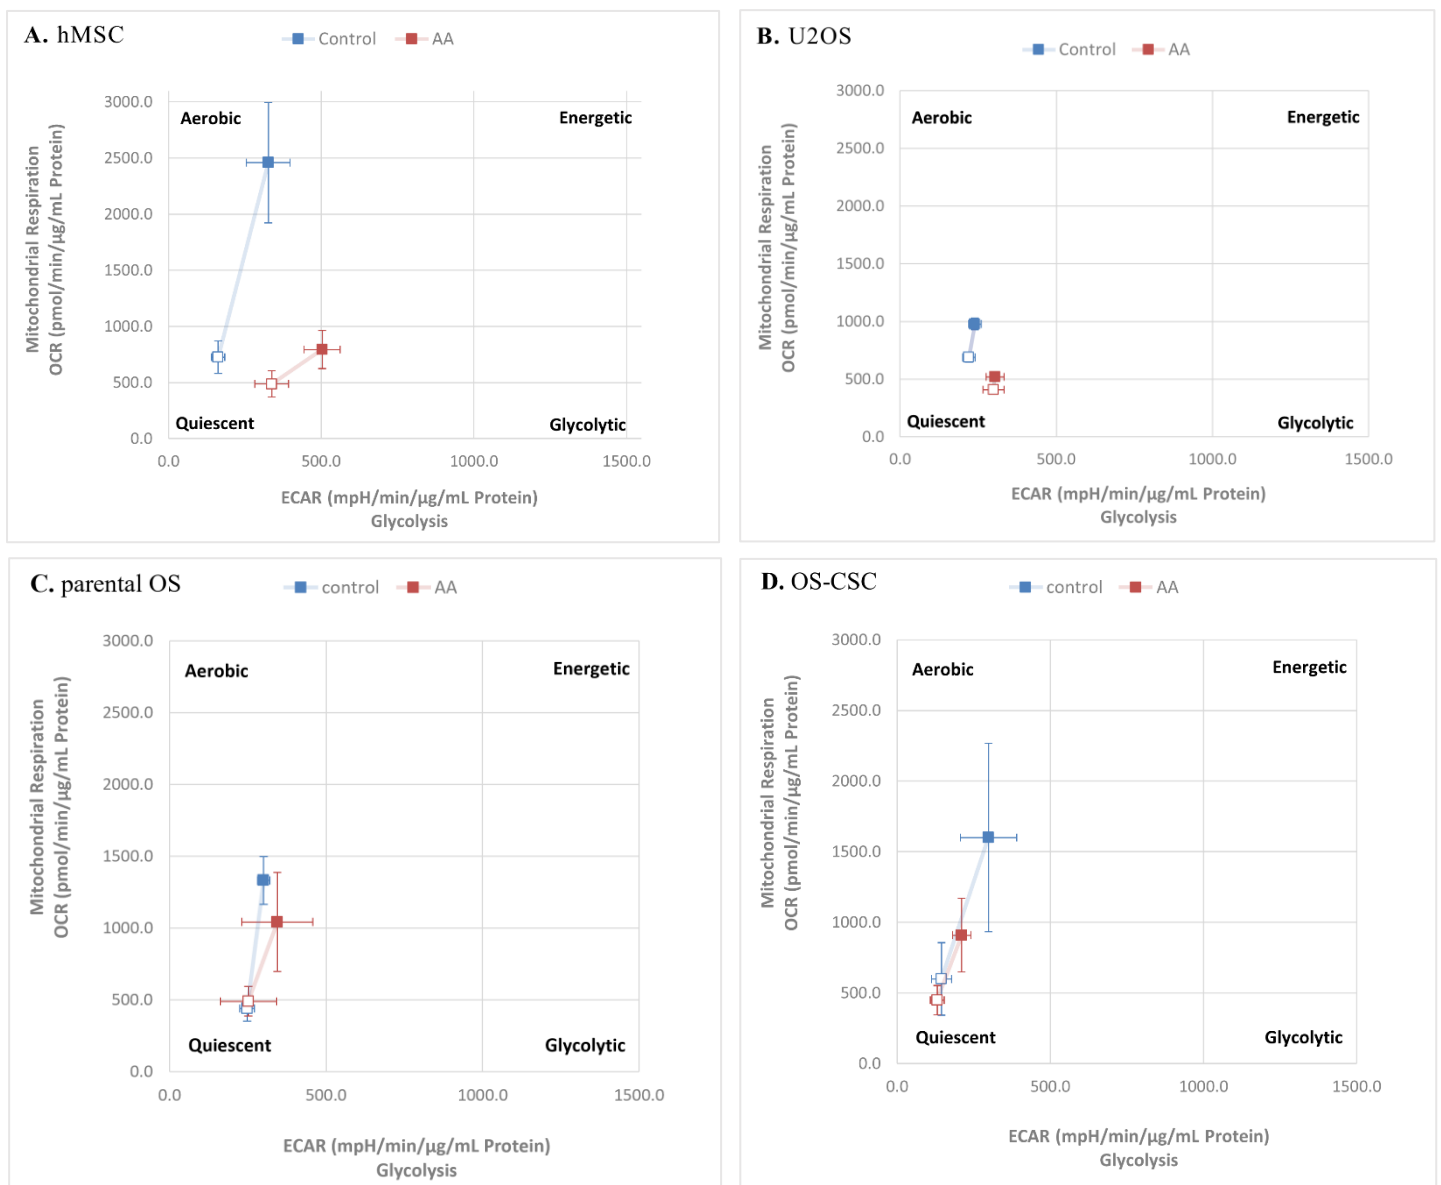 A. hMSC
Control
AA
3000.0
2500.0
2000.0
1500.0
1000.0
500.0
0.0
Aerobic
Energetic
Quiescent
Glycolytic
0.0
500.0
1000.0
1500.0
Mitochondrial Respiration
OCR (pmol/min/µg/mL Protein)
ECAR (mpH/min/µg/mL Protein)
Glycolysis
B. U2OS
Control
AA
3000.0
2500.0
2000.0
1500.0
1000.0
500.0
0.0
Aerobic
Energetic
Quiescent
Glycolytic
0.0
500.0
1000.0
1500.0
Mitochondrial Respiration
OCR (pmol/min/µg/mL Protein)
ECAR (mpH/min/µg/mL Protein)
Glycolysis
C. parental OS
control
AA
3000.0
2500.0
2000.0
1500.0
1000.0
500.0
0.0
Aerobic
Energetic
Quiescent
Glycolytic
0.0
500.0
1000.0
1500.0
Mitochondrial Respiration
OCR (pmol/min/µg/mL Protein)
ECAR (mpH/min/µg/mL Protein)
Glycolysis
D. OS-CSC
control
AA
3000.0
2500.0
2000.0
1500.0
1000.0
500.0
0.0
Aerobic
Energetic
Quiescent
Glycolytic
0.0
500.0
1000.0
1500.0
Mitochondrial Respiration
OCR (pmol/min/µg/mL Protein)
ECAR (mpH/min/µg/mL Protein)
Glycolysis